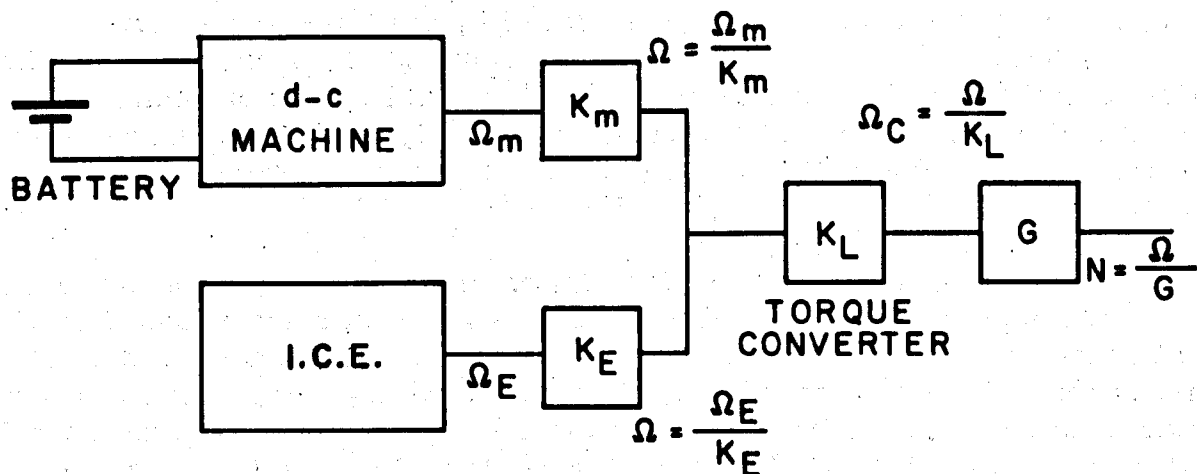 d-c
MACHINE
BATTERY
Ωm
Km
Ω = Ωm/Km
I.C.E.
ΩE
KE
Ω = ΩE/KE
KL
TORQUE
CONVERTER
ΩC = Ω/KL
G
N = Ω/G